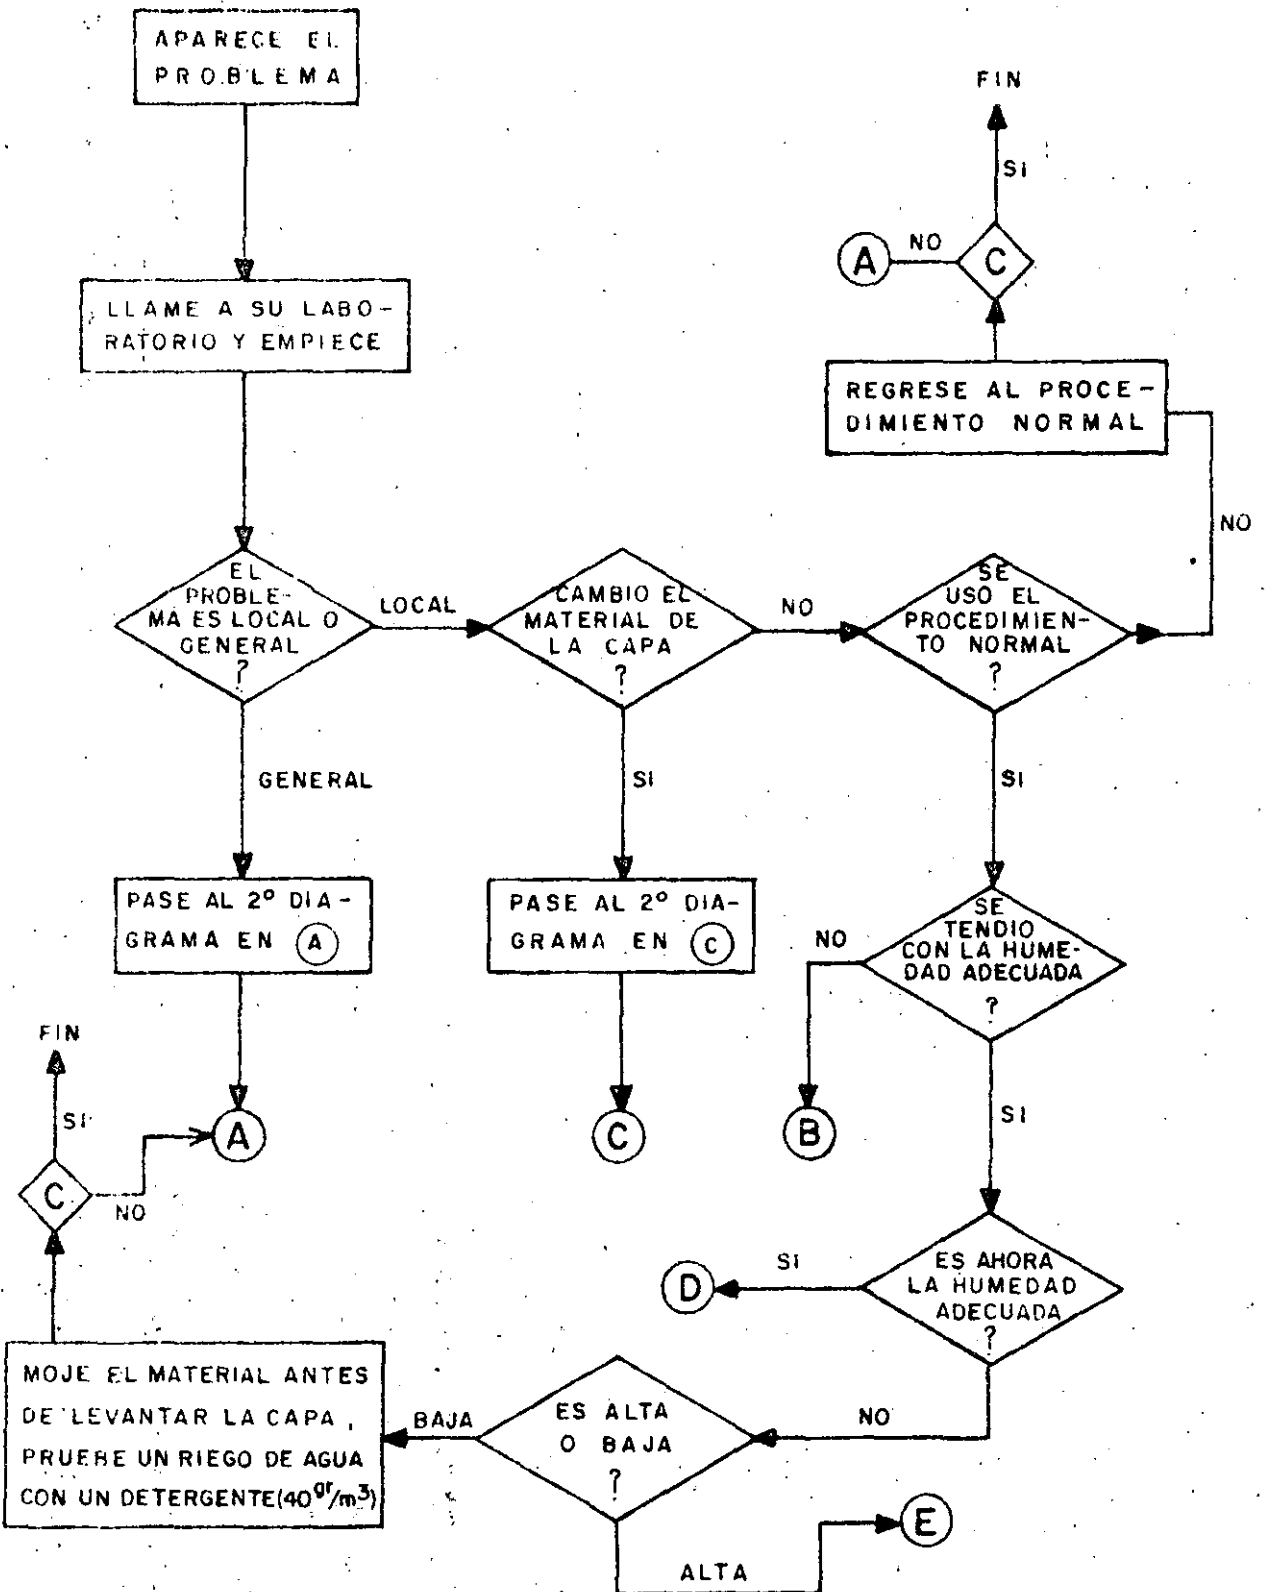 APARECE EL
PROBLEMA
FIN
SI
A
NO
C
LLAME A SU LABO-
RATORIO Y EMPIECE
REGRESE AL PROCE-
DIMIENTO NORMAL
NO
EL
PROBLE-
MA ES LOCAL O
GENERAL
?
LOCAL
CAMBIO EL
MATERIAL DE
LA CAPA
?
NO
SE
USO EL
PROCEDIMIEN-
TO NORMAL
?
GENERAL
SI
SI
PASE AL 2º DIA-
GRAMA EN A
PASE AL 2º DIA-
GRAMA EN C
NO
SE
TENDIO
CON LA HUME-
DAD ADECUADA
?
FIN
SI
A
C
B
SI
C
NO
D
SI
ES AHORA
LA HUMEDAD
ADECUADA
?
MOJE EL MATERIAL ANTES
DE LEVANTAR LA CAPA,
PRUEBE UN RIEGO DE AGUA
CON UN DETERGENTE (40gr/m3)
BAJA
ES ALTA
O BAJA
?
NO
E
ALTA